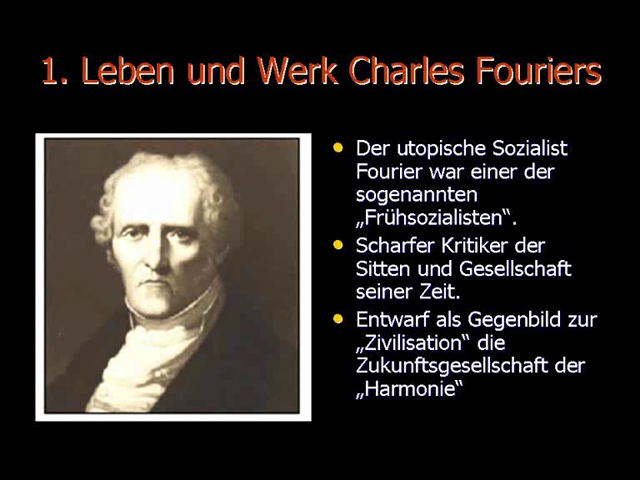 1. Leben und Werk Charles Fouriers
• Der utopische Sozialist
Fourier war einer der
sogenannten
„Frühsozialisten“.
• Scharfer Kritiker der
Sitten und Gesellschaft
seiner Zeit.
• Entwarf als Gegenbild zur
„Zivilisation“ die
Zukunftsgesellschaft der
„Harmonie“